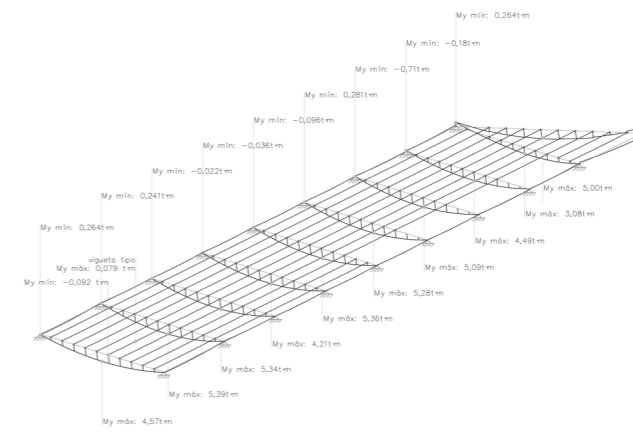 My mín: 0,264t·m
My mín: -0,18t·m
My mín: -0,71t·m
My mín: 0,281t·m
My mín: -0,096t·m
My mín: -0,036t·m
My mín: -0,022t·m
My mín: 0,241t·m
My mín: 0,264t·m
vigueta tipo
My máx: 0,079 t·m
My mín: -0,092 t·m
My máx: 5,00t·m
My máx: 3,08t·m
My máx: 4,49t·m
My máx: 5,09t·m
My máx: 5,28t·m
My máx: 5,36t·m
My máx: 4,21t·m
My máx: 5,34t·m
My máx: 5,39t·m
My máx: 4,57t·m